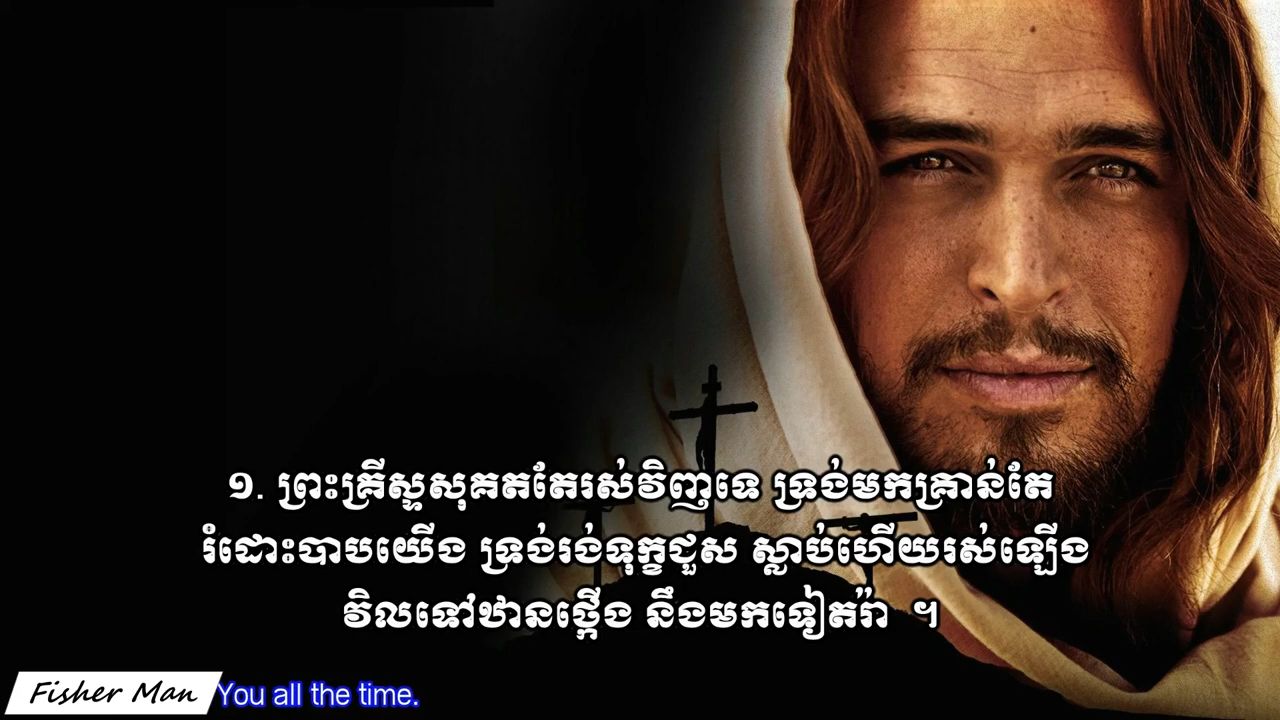 ១. ព្រះគ្រីស្ទសុគតតែរស់វិញទេ ទ្រង់មកគ្រាន់តែ
រំដោះបាបយើង ទ្រង់រង់ទុក្ខជួស ស្លាប់ហើយរស់ឡើង
វិលទៅឋានថ្កើង នឹងមកទៀតរ៉ា ។
Fisher Man You all the time.